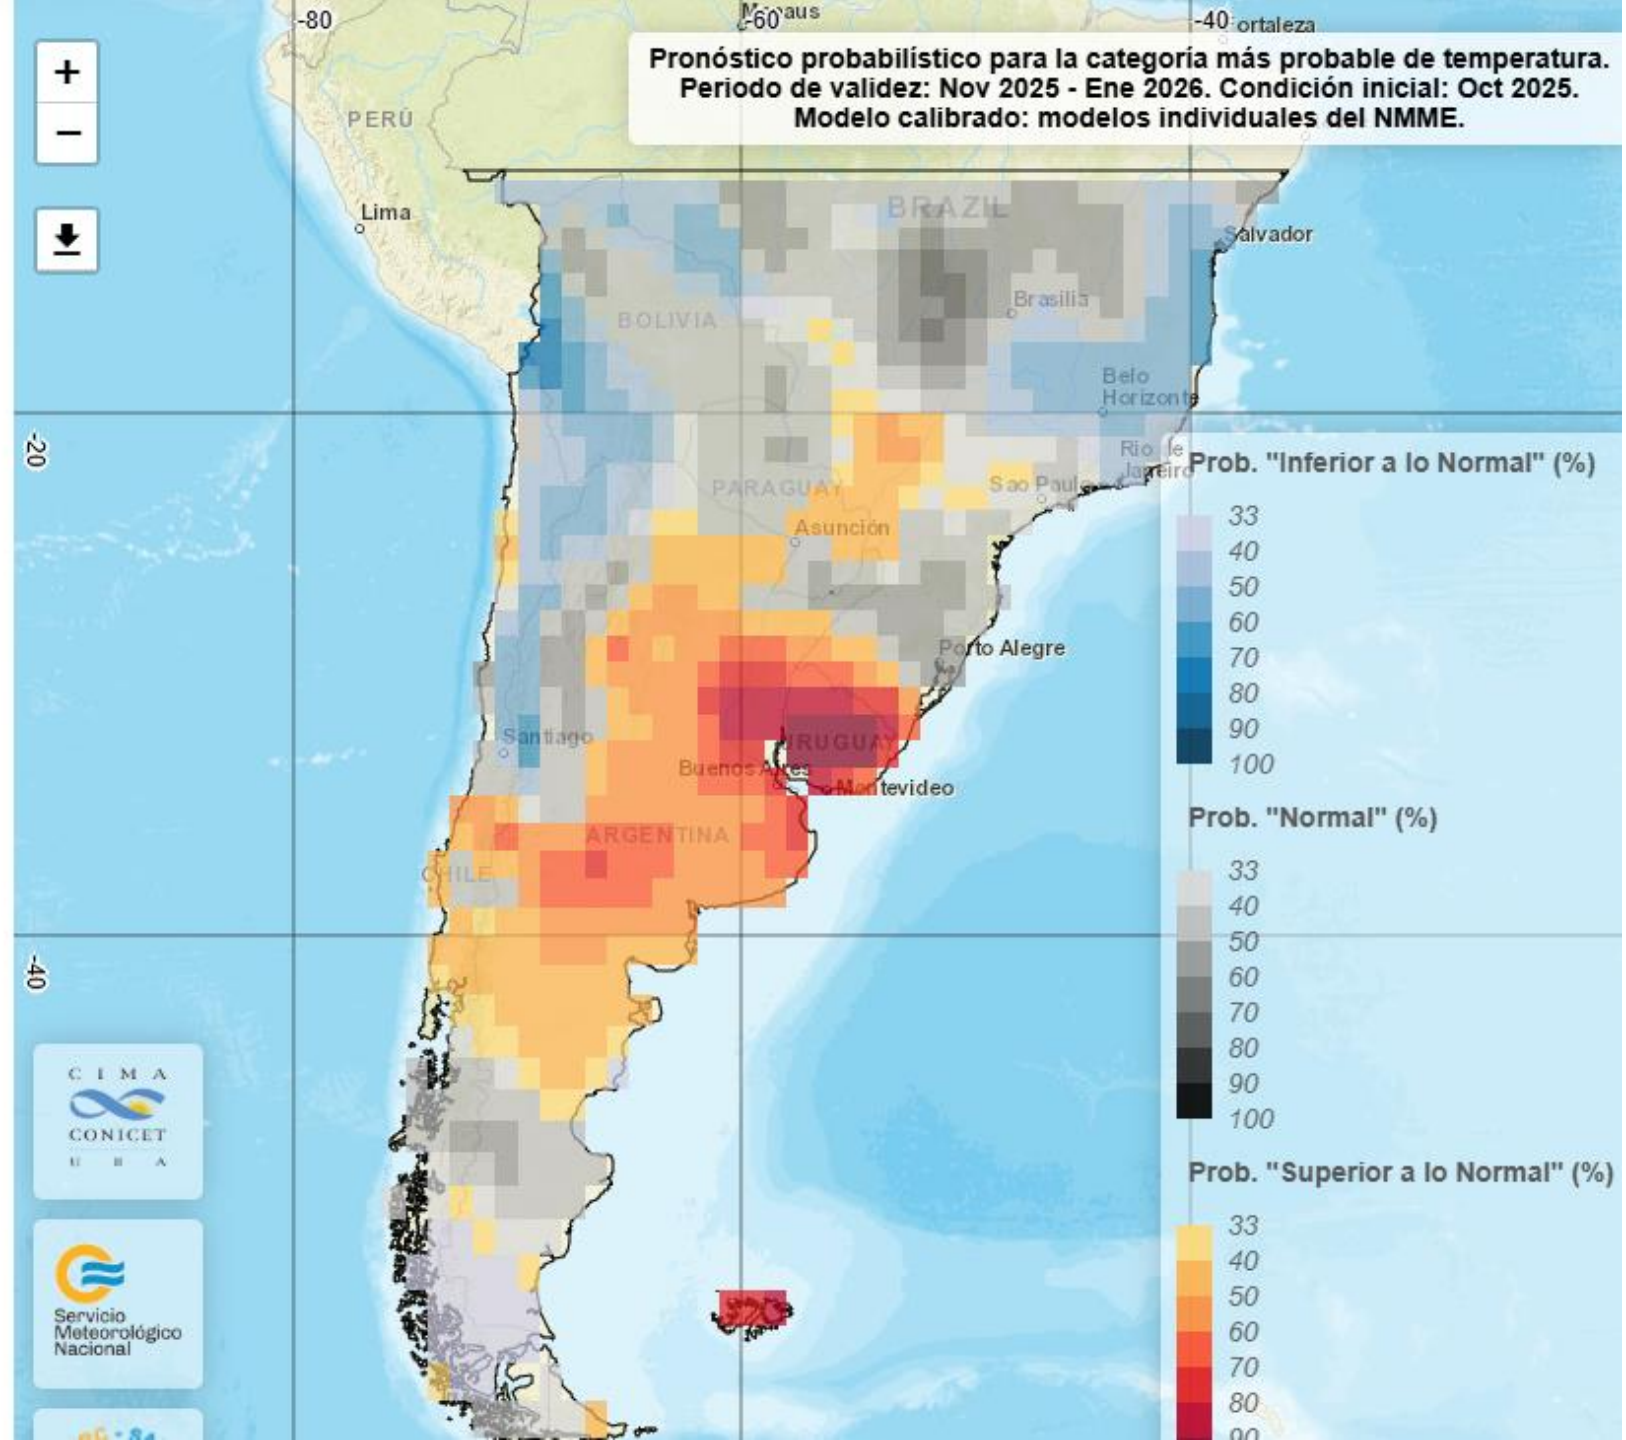 -80
Manaus
-60
-40
ortaleza
+
Pronóstico probabilístico para la categoría más probable de temperatura.
Periodo de validez: Nov 2025 - Ene 2026. Condición inicial: Oct 2025.
Modelo calibrado: modelos individuales del NMME.
−
PERÚ
Lima
BRAZIL
Salvador
Brasilia
BOLIVIA
Belo
Horizonte
-20
Rio de
Janeiro
Prob. "Inferior a lo Normal" (%)
33
40
50
60
70
80
90
100
PARAGUAY
Sao Paulo
Asunción
Porto Alegre
Santiago
URUGUAY
Buenos Aires
Montevideo
ARGENTINA
CHILE
Prob. "Normal" (%)
33
40
50
60
70
80
90
100
-40
CIMA
CONICET
UBA
Prob. "Superior a lo Normal" (%)
33
40
50
60
70
80
90
Servicio
Meteorológico
Nacional